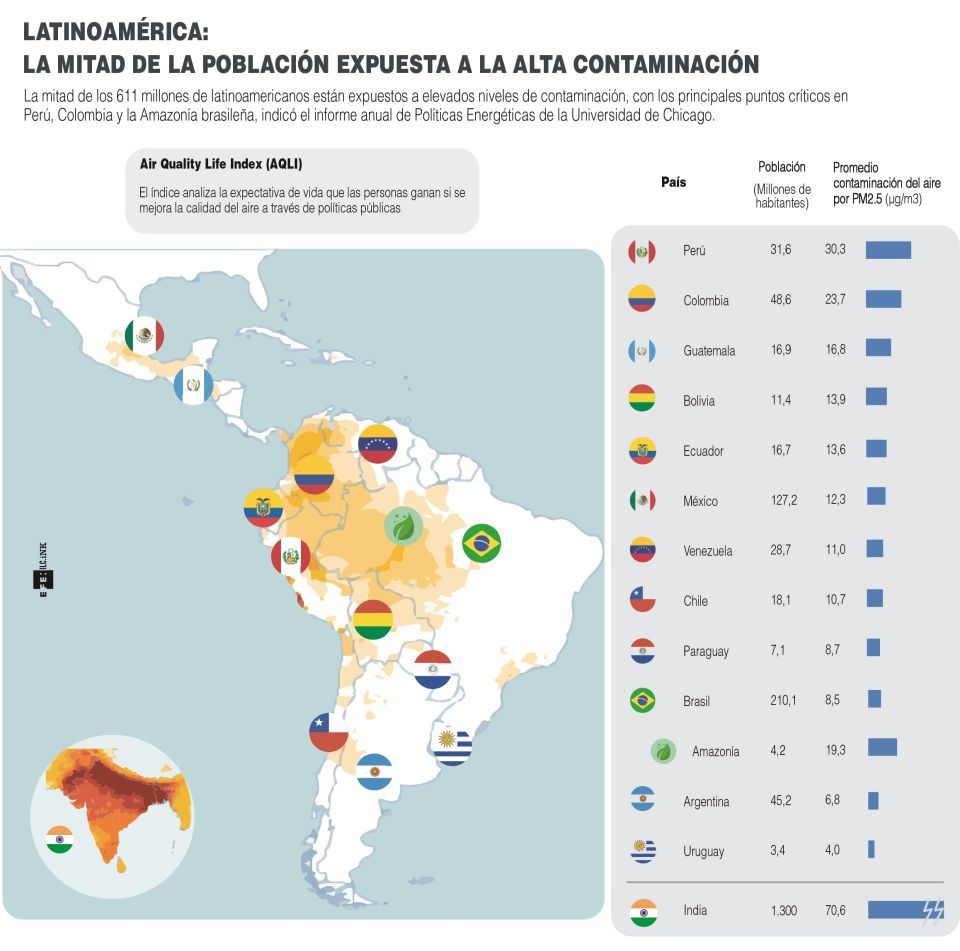 LATINOAMÉRICA:
LA MITAD DE LA POBLACIÓN EXPUESTA A LA ALTA CONTAMINACIÓN
La mitad de los 611 millones de latinoamericanos están expuestos a elevados niveles de contaminación, con los principales puntos críticos en
Perú, Colombia y la Amazonía brasileña, indicó el informe anual de Políticas Energéticas de la Universidad de Chicago.
Air Quality Life Index (AQLI)
El índice analiza la expectativa de vida que las personas ganan si se
mejora la calidad del aire a través de políticas públicas
País
Población
(Millones de
habitantes)
Promedio
contaminación del aire
por PM2.5 (µg/m3)
Perú 31,6 30,3
Colombia 48,6 23,7
Guatemala 16,9 16,8
Bolivia 11,4 13,9
Ecuador 16,7 13,6
México 127,2 12,3
Venezuela 28,7 11,0
Chile 18,1 10,7
Paraguay 7,1 8,7
Brasil 210,1 8,5
Amazonía 4,2 19,3
Argentina 45,2 6,8
Uruguay 3,4 4,0
India 1.300 70,6
EFE: